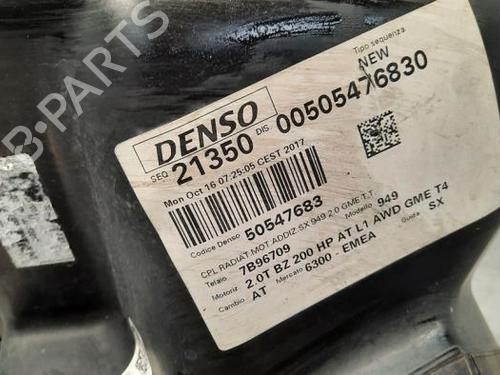 B-PARTS
Tipo sequenza
DENSO
NEW
SEQ 21350 DIS. 00505476830
Mon Oct 16 07:25:05 CEST 2017
Codice Denso 50547683
CPL.RADIAT.MOT.ADDIZ.SX 949 2.0 GME T.T.
Telaio 7B96709 Modello 949
Motoriz 2.0T BZ 200 HP AT L1 AWD GME T4
Cambio AT Mercato 6300 - EMEA Guida SX